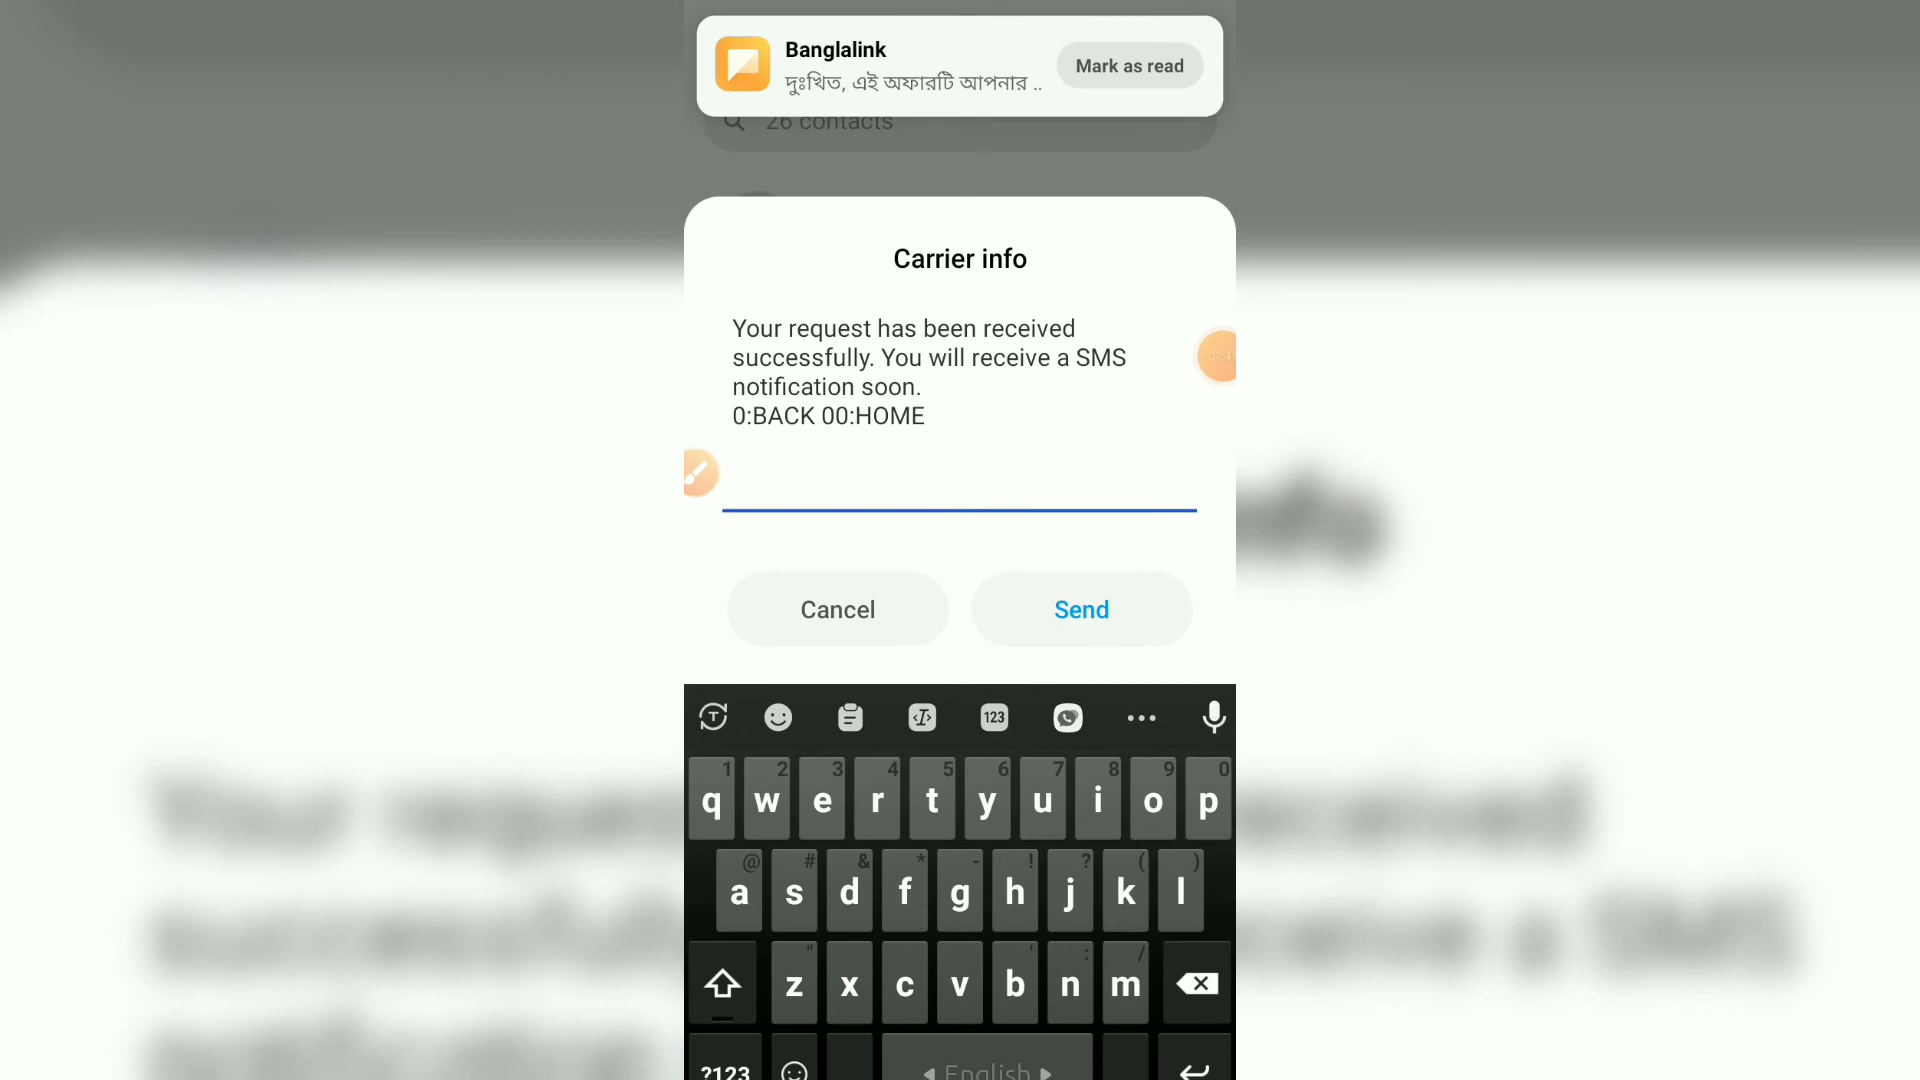 Banglalink
দুঃখিত, এই অফারটি আপনার ..
Mark as read
26 contacts
Carrier info
Your request has been received
successfully. You will receive a SMS
notification soon.
0:BACK 00:HOME
Cancel
Send
123
1 2 3 4 5 6 7 8 9 0
q w e r t y u i o p
@ # & * - ! ? ( )
a s d f g h j k l
" ' : /
z x c v b n m
?123
English